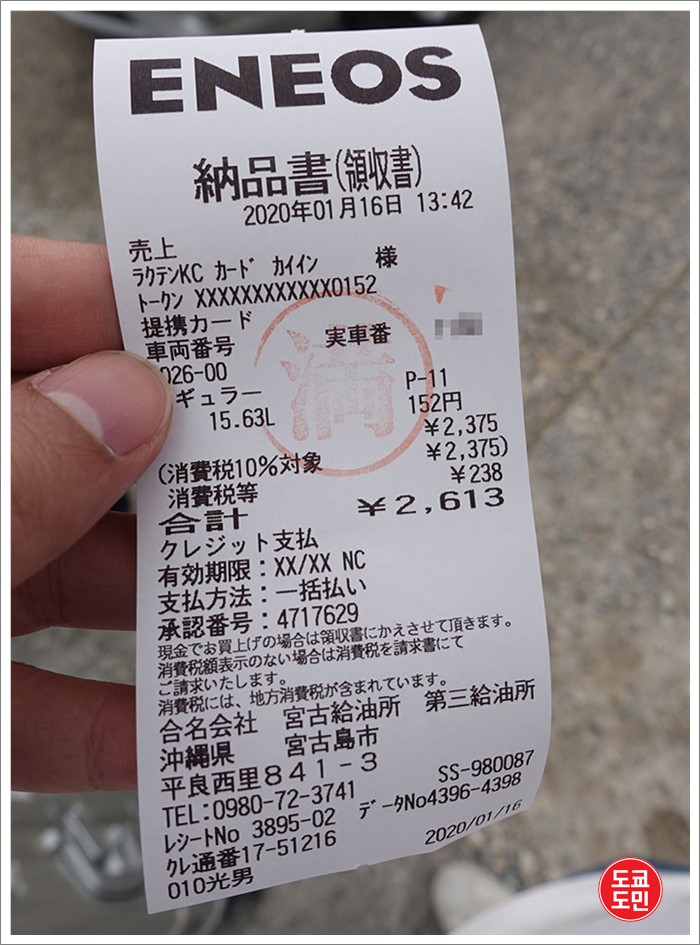 ENEOS
納品書(領収書)
2020年01月16日 13:42
売上
ﾗｸﾃﾝKC ｶｰﾄﾞ ｶｲｲﾝ 様
ﾄｰｸﾝ XXXXXXXXXXXX0152
提携カード
車両番号 実車番
026-00
ギュラー P-11
15.63L 152円
¥2,375
(消費税10%対象 ¥2,375)
消費税等 ¥238
合計 ¥2,613
満
クレジット支払
有効期限:XX/XX NC
支払方法:一括払い
承認番号:4717629
現金でお買上げの場合は領収書にかえさせて頂きます。
消費税額表示のない場合は消費税を請求書にて
ご請求いたします。
消費税には、地方消費税が含まれています。
合名会社 宮古給油所 第三給油所
沖縄県 宮古島市
平良西里841-3
TEL:0980-72-3741 SS-980087
ﾚｼｰﾄNo 3895-02 ﾃﾞｰﾀNo4396-4398
ｸﾚ通番17-51216 2020/01/16
010光男
도쿄
도민